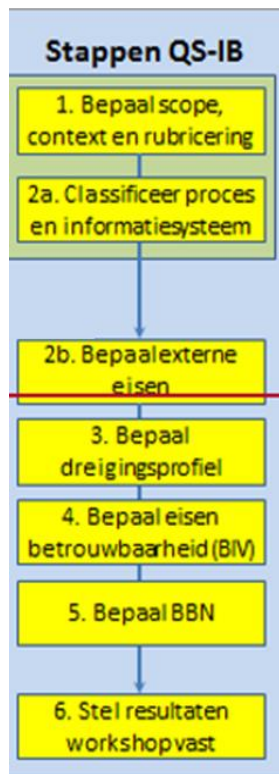 Stappen QS-IB
1. Bepaal scope,
context en rubricering
2a. Classificeer proces
en informatiesysteem
2b. Bepaal externe
eisen
3. Bepaal
dreigingsprofiel
4. Bepaal eisen
betrouwbaarheid (BIV)
5. Bepaal BBN
6. Stel resultaten
workshop vast